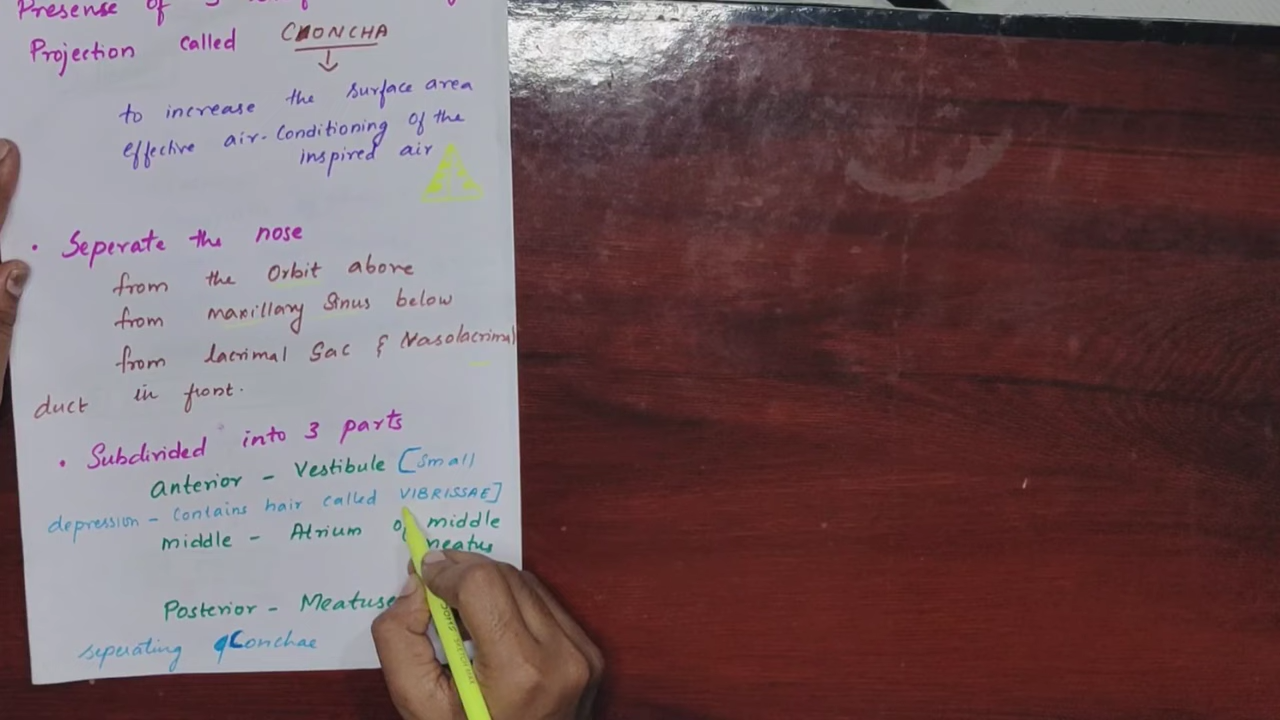 Presense of 3
Projection called CHONCHA
to increase the surface area
effective air-conditioning of the
inspired air
• Seperate the nose
from the Orbit above
from maxillary Sinus below
from lacrimal Sac & Nasolacrimal
duct in front.
• Subdivided into 3 parts
anterior - Vestibule [Small
depression - Contains hair called VIBRISSAE]
middle - Atrium of middle
meatus
Posterior - Meatuse
seperating Conchae